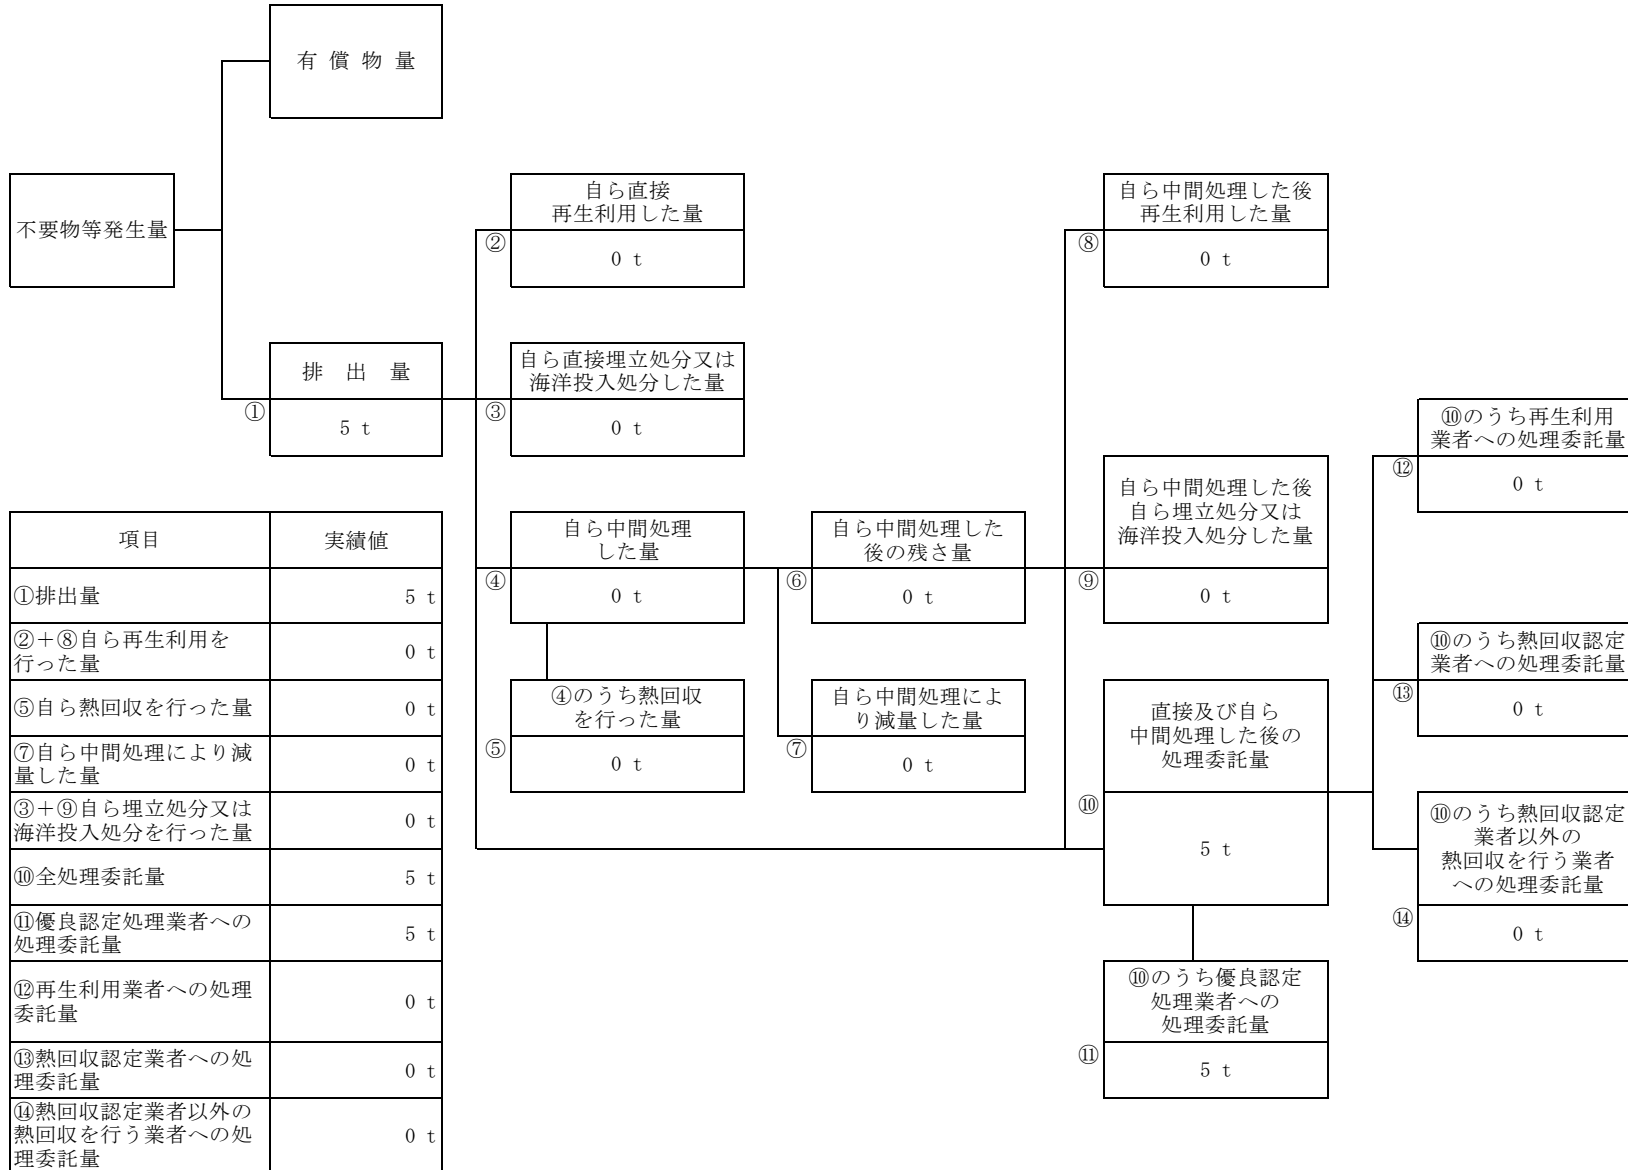 有 償 物 量
不要物等発生量
自ら直接
再生利用した量
②
0 t
自ら中間処理した後
再生利用した量
⑧
0 t
排 出 量
①
5 t
自ら直接埋立処分又は
海洋投入処分した量
③
0 t
⑩のうち再生利用
業者への処理委託量
⑫
0 t
自ら中間処理
した量
④
0 t
自ら中間処理した
後の残さ量
⑥
0 t
自ら中間処理した後
自ら埋立処分又は
海洋投入処分した量
⑨
0 t
⑩のうち熱回収認定
業者への処理委託量
⑬
0 t
④のうち熱回収
を行った量
⑤
0 t
自ら中間処理によ
り減量した量
⑦
0 t
直接及び自ら
中間処理した後の
処理委託量
⑩
5 t
⑩のうち熱回収認定
業者以外の
熱回収を行う業者
への処理委託量
⑭
0 t
⑩のうち優良認定
処理業者への
処理委託量
⑪
5 t
項目 実績値
①排出量 5 t
②+⑧自ら再生利用を
行った量 0 t
⑤自ら熱回収を行った量 0 t
⑦自ら中間処理により減
量した量 0 t
③+⑨自ら埋立処分又は
海洋投入処分を行った量 0 t
⑩全処理委託量 5 t
⑪優良認定処理業者への
処理委託量 5 t
⑫再生利用業者への処理
委託量 0 t
⑬熱回収認定業者への処
理委託量 0 t
⑭熱回収認定業者以外の
熱回収を行う業者への処
理委託量 0 t